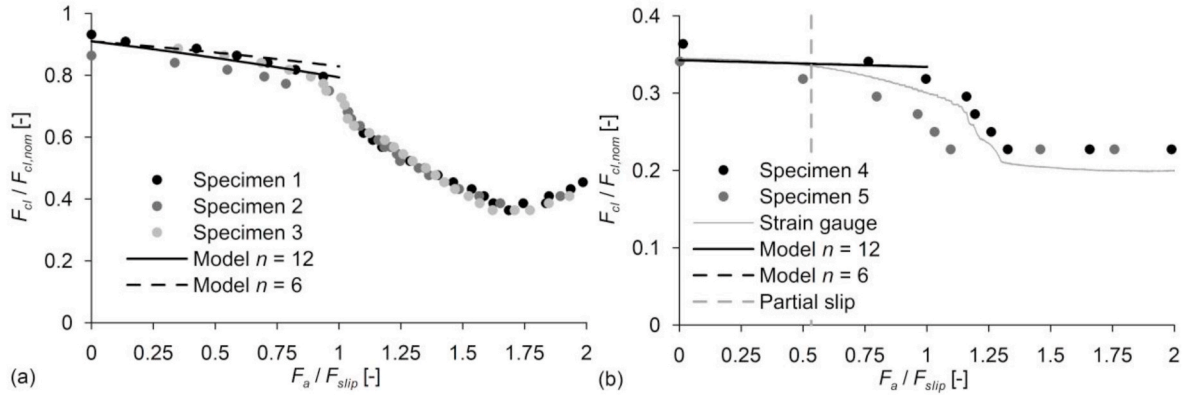 1
0.8
0.6
0.4
0.2
0
F_cl / F_cl,nom [-]
Specimen 1
Specimen 2
Specimen 3
Model n = 12
Model n = 6
0 0.25 0.5 0.75 1 1.25 1.5 1.75 2
(a)
F_a / F_slip [-]
0.4
0.3
0.2
0.1
0
F_cl / F_cl,nom [-]
Specimen 4
Specimen 5
Strain gauge
Model n = 12
Model n = 6
Partial slip
0 0.25 0.5 0.75 1 1.25 1.5 1.75 2
(b)
F_a / F_slip [-]